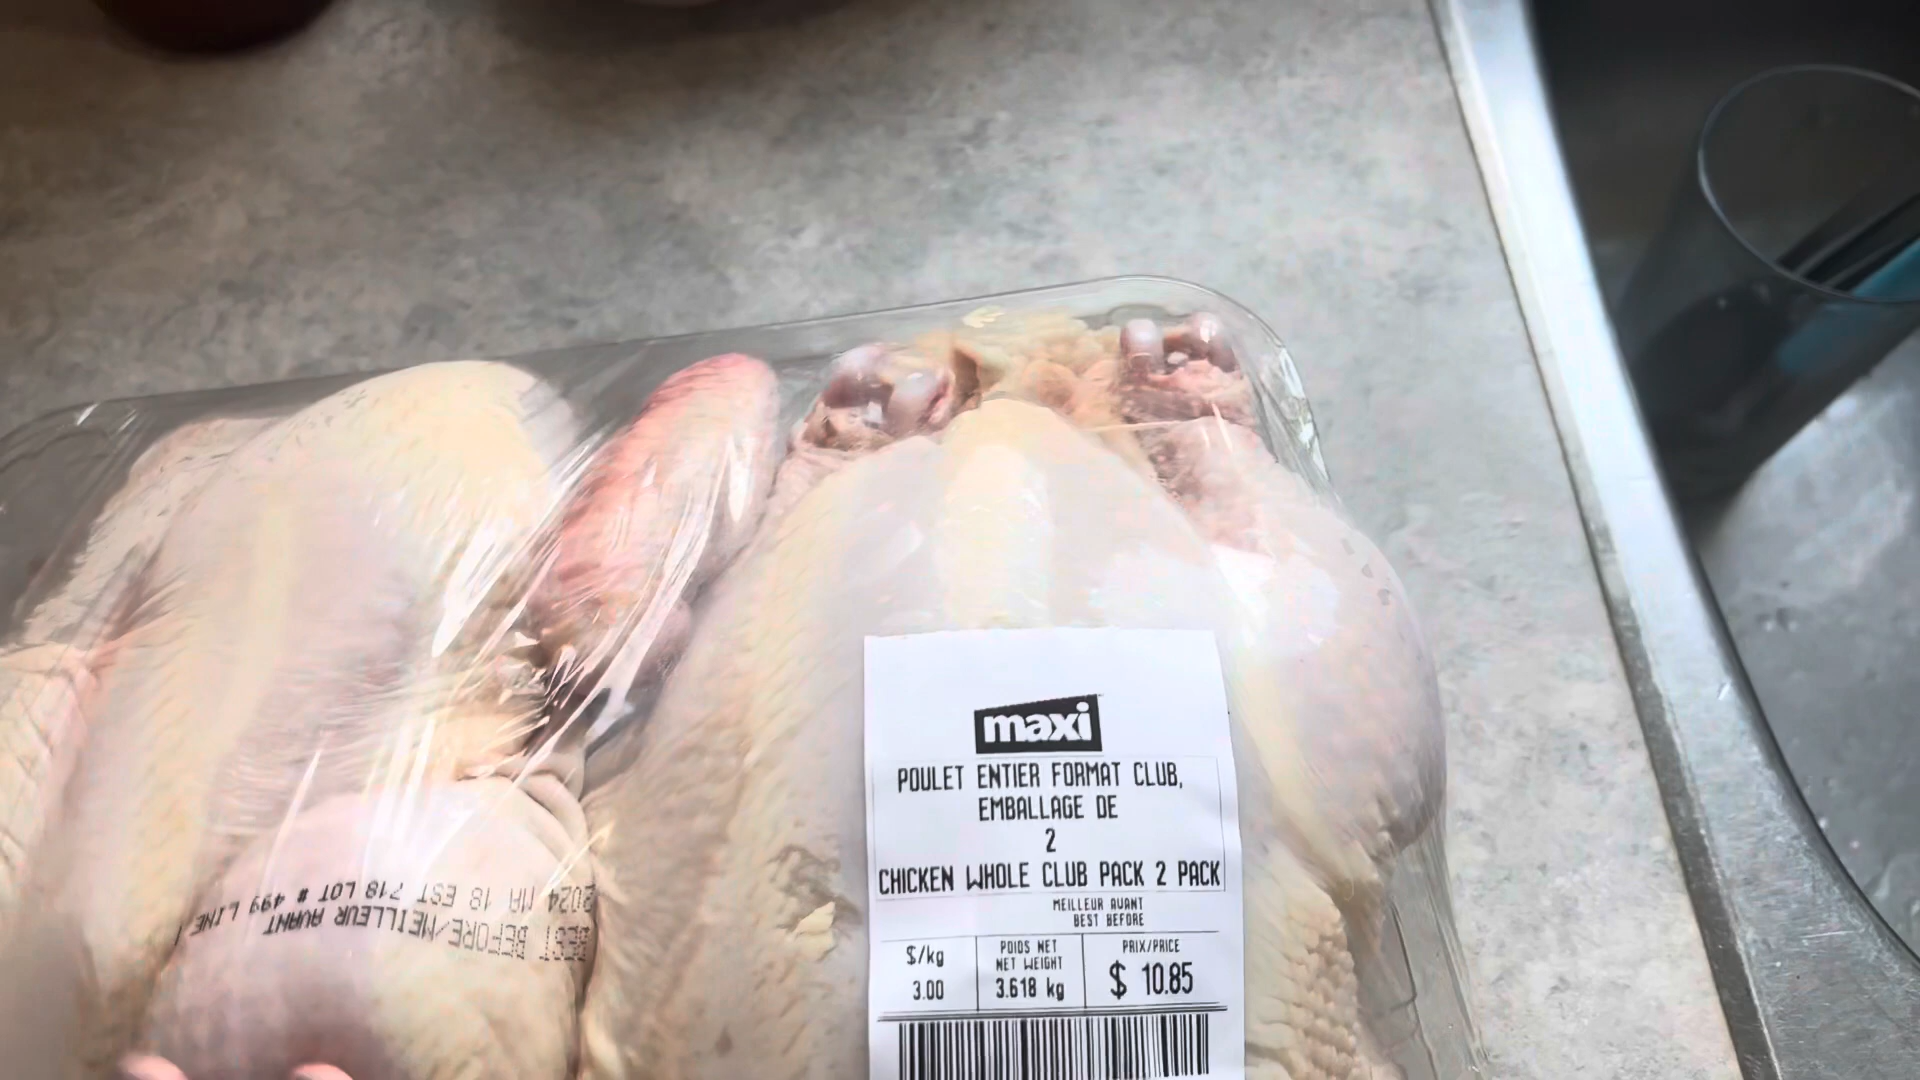 maxi
POULET ENTIER FORMAT CLUB,
EMBALLAGE DE
2
CHICKEN WHOLE CLUB PACK 2 PACK
MEILLEUR AVANT
BEST BEFORE
$/kg
3.00
POIDS NET
NET WEIGHT
3.618 kg
PRIX/PRICE
$ 10.85
BEST BEFORE/MEILLEUR AVANT
2024 MA 18 EST 718 LOT # 499 LINE